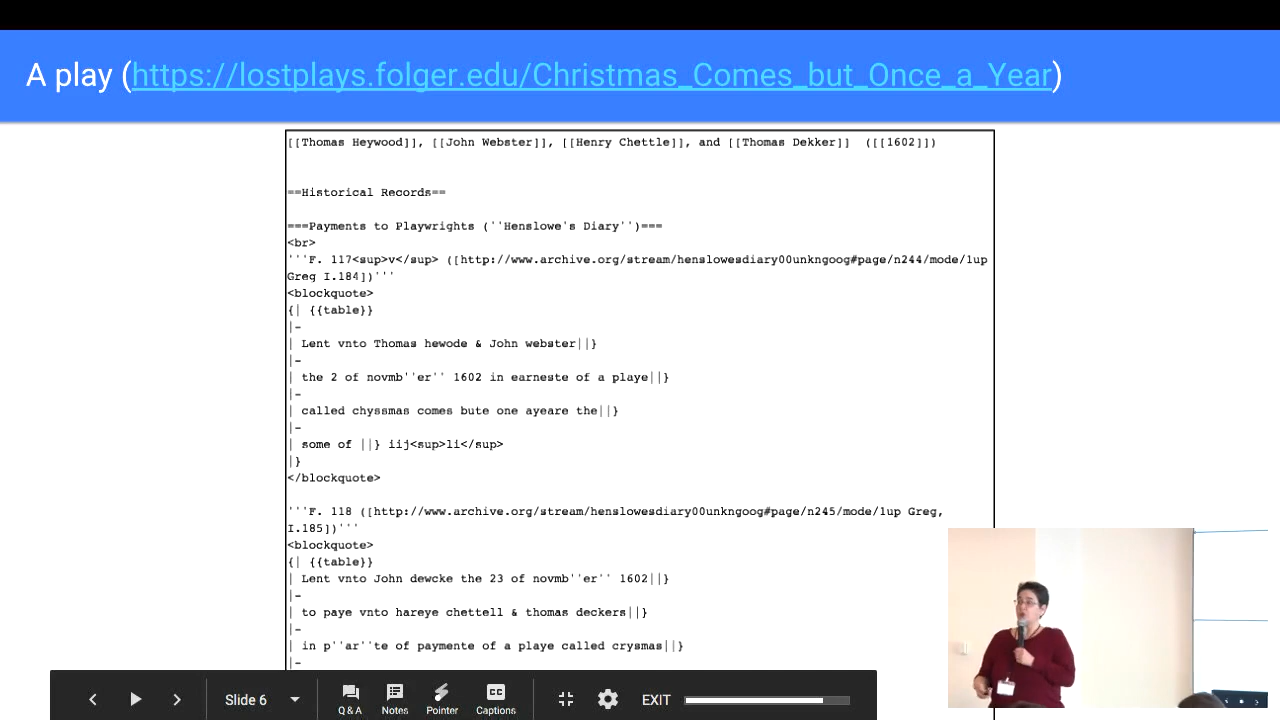 A play (https://lostplays.folger.edu/Christmas_Comes_but_Once_a_Year)
[[Thomas Heywood]], [[John Webster]], [[Henry Chettle]], and [[Thomas Dekker]]  ([[1602]])
==Historical Records==
===Payments to Playwrights (''Henslowe's Diary'')===
<br>
'''F. 117<sup>v</sup> ([http://www.archive.org/stream/henslowesdiary00unkngoog#page/n244/mode/1up
Greg I.184])'''
<blockquote>
{| {{table}}
|-
| Lent vnto Thomas hewode & John webster||}
|-
| the 2 of novmb''er'' 1602 in earneste of a playe||}
|-
| called chyssmas comes bute one ayeare the||}
|-
| some of ||} iij<sup>li</sup>
|}
</blockquote>
'''F. 118 ([http://www.archive.org/stream/henslowesdiary00unkngoog#page/n245/mode/1up Greg,
I.185])'''
<blockquote>
{| {{table}}
| Lent vnto John dewcke the 23 of novmb''er'' 1602||}
|-
| to paye vnto hareye chettell & thomas deckers||}
|-
| in p''ar''te of paymente of a playe called crysmas||}
|-
Slide 6
Q & A
Notes
Pointer
CC
Captions
EXIT